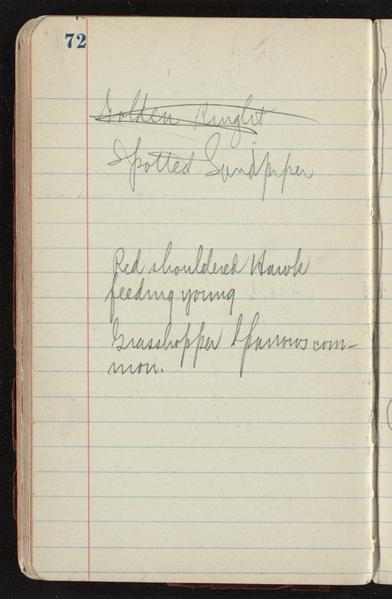 72
Golden Kinglet
Spotted Sandpiper
Red shouldered Hawk
feeding young
Grasshopper Sparrows com-
mon.